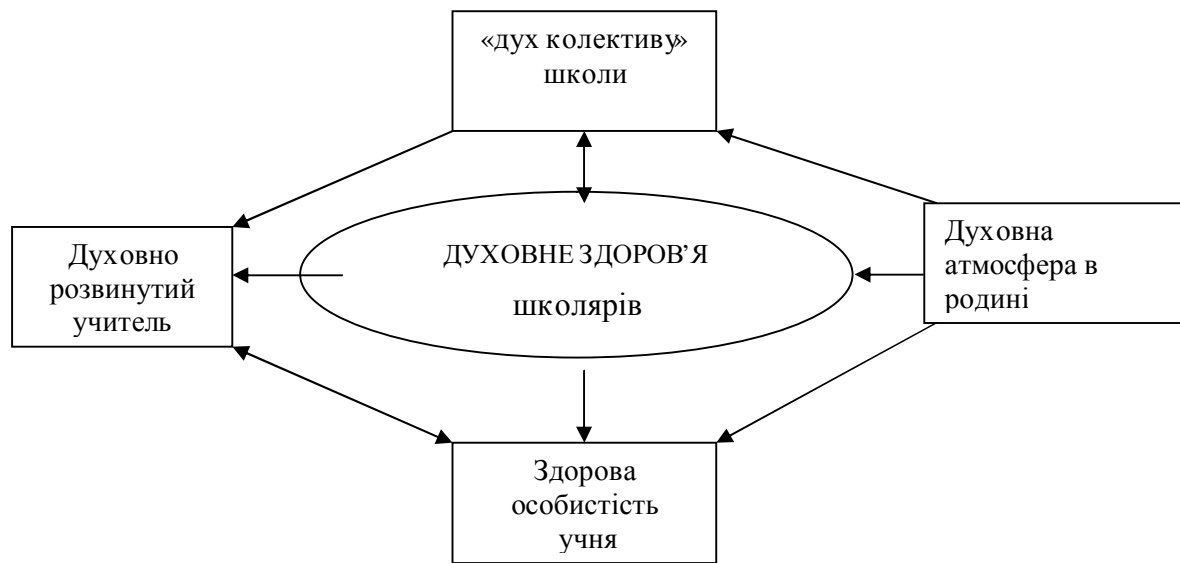 «дух колективу»
школи
Духовно
розвинутий
учитель
ДУХОВНЕ ЗДОРОВ’Я
школярів
Духовна
атмосфера в
родині
Здорова
особистість
учня